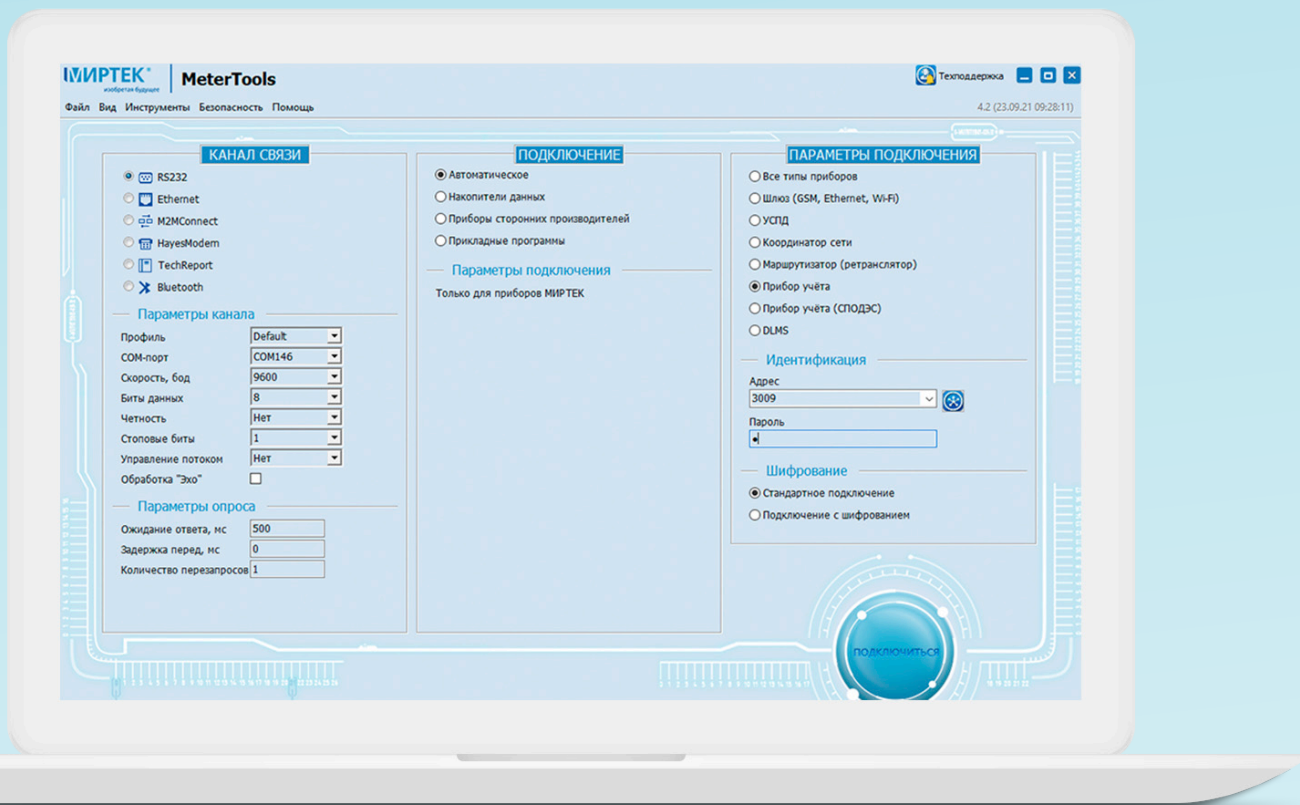 МИРТЕК
изобретая будущее
MeterTools
Техподдержка
Файл Вид Инструменты Безопасность Помощь
4.2 (23.09.21 09:28:11)
КАНАЛ СВЯЗИ
RS232
Ethernet
M2MConnect
HayesModem
TechReport
Bluetooth
Параметры канала
Профиль Default
COM-порт COM146
Скорость, бод 9600
Биты данных 8
Четность Нет
Стоповые биты 1
Управление потоком Нет
Обработка "Эхо"
Параметры опроса
Ожидание ответа, мс 500
Задержка перед, мс 0
Количество перезапросов 1
ПОДКЛЮЧЕНИЕ
Автоматическое
Накопители данных
Приборы сторонних производителей
Прикладные программы
Параметры подключения
Только для приборов МИРТЕК
ПАРАМЕТРЫ ПОДКЛЮЧЕНИЯ
Все типы приборов
Шлюз (GSM, Ethernet, Wi-Fi)
УСПД
Координатор сети
Маршрутизатор (ретранслятор)
Прибор учёта
Прибор учёта (СПОДЭС)
DLMS
Идентификация
Адрес
3009
Пароль
Шифрование
Стандартное подключение
Подключение с шифрованием
ПОДКЛЮЧИТЬСЯ